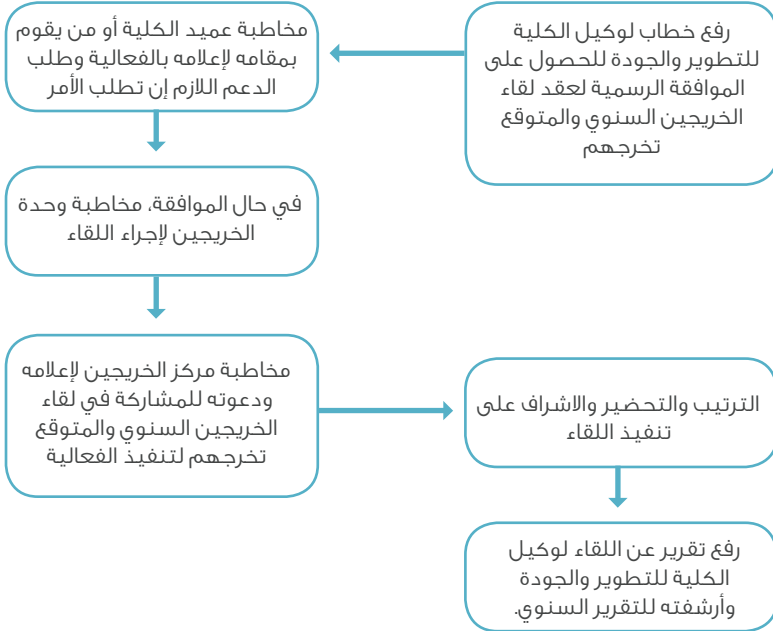 رفع خطاب لوكيل الكلية
للتطوير والجودة للحصول على
الموافقة الرسمية لعقد لقاء
الخريجين السنوي والمتوقع
تخرجهم
مخاطبة عميد الكلية أو من يقوم
بمقامه لإعلامه بالفعالية وطلب
الدعم اللازم إن تطلب الأمر
في حال الموافقة، مخاطبة وحدة
الخريجين لإجراء اللقاء
مخاطبة مركز الخريجين لإعلامه
ودعوته للمشاركة في لقاء
الخريجين السنوي والمتوقع
تخرجهم لتنفيذ الفعالية
الترتيب والتحضير والاشراف على
تنفيذ اللقاء
رفع تقرير عن اللقاء لوكيل
الكلية للتطوير والجودة
وأرشفته للتقرير السنوي.